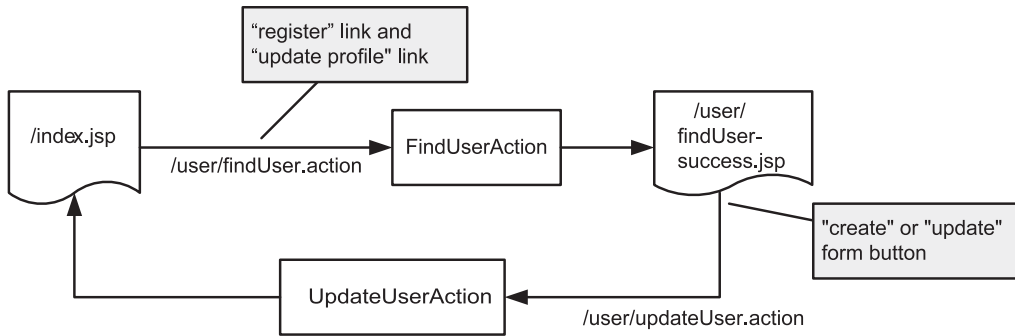 “register” link and
“update profile" link
/index.jsp
/user/findUser.action
FindUserAction
/user/
findUser-
success.jsp
"create" or "update"
form button
UpdateUserAction
/user/updateUser.action